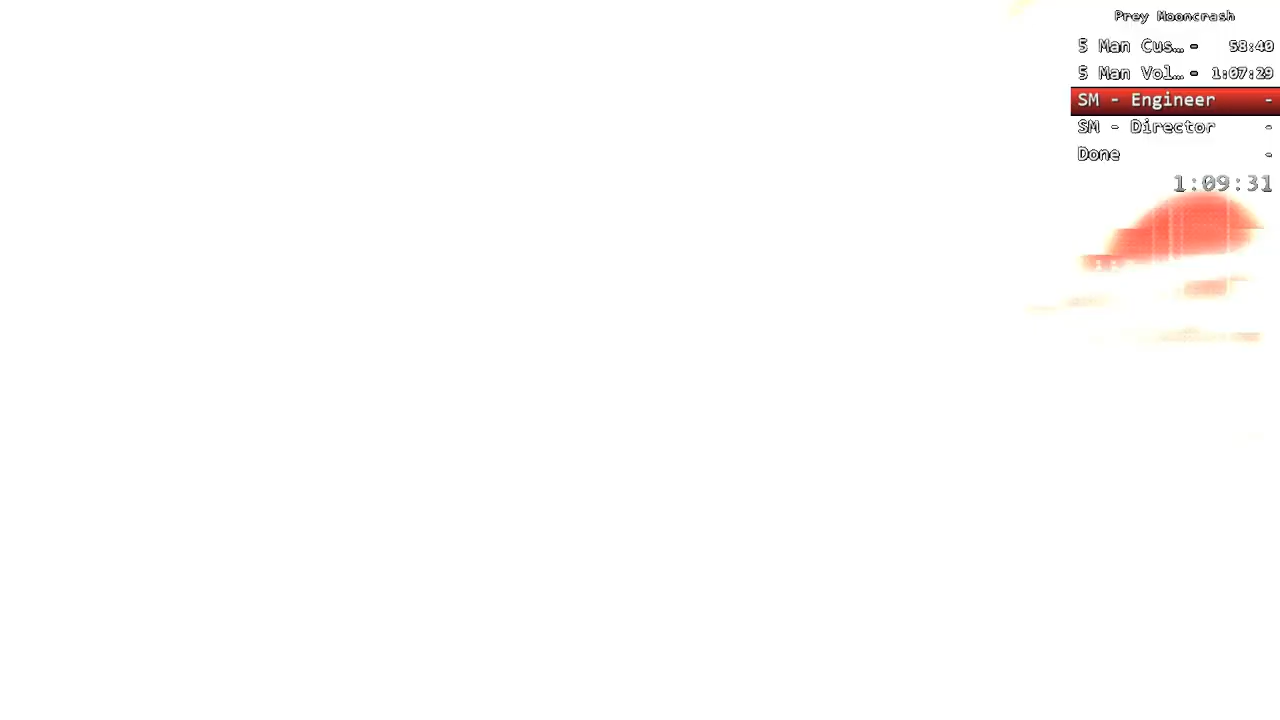 Prey Mooncrash
5 Man Cus… - 58:40
5 Man Vol… - 1:07:29
SM - Engineer -
SM - Director -
Done -
1:09:31